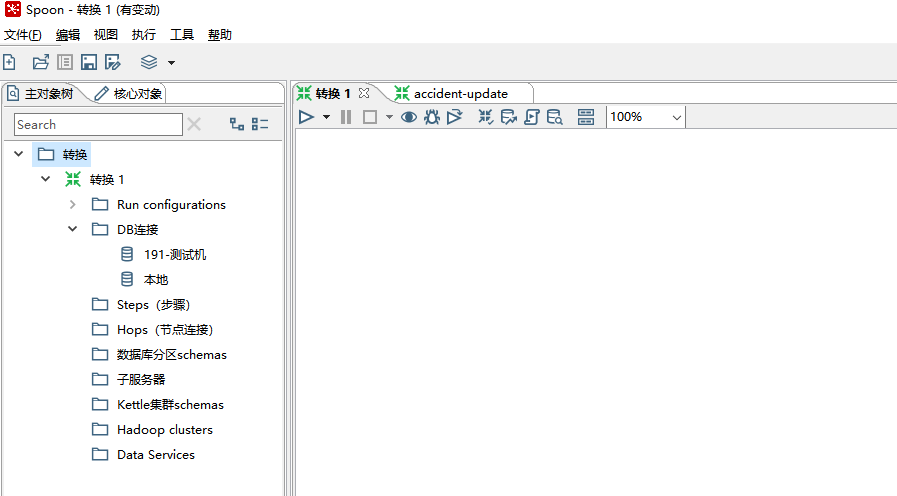 Spoon - 转换 1 (有变动)
文件(F) 编辑 视图 执行 工具 帮助
主对象树 核心对象 转换 1 accident-update
Search 100%
转换
转换 1
Run configurations
DB连接
191-测试机
本地
Steps（步骤）
Hops（节点连接）
数据库分区schemas
子服务器
Kettle集群schemas
Hadoop clusters
Data Services